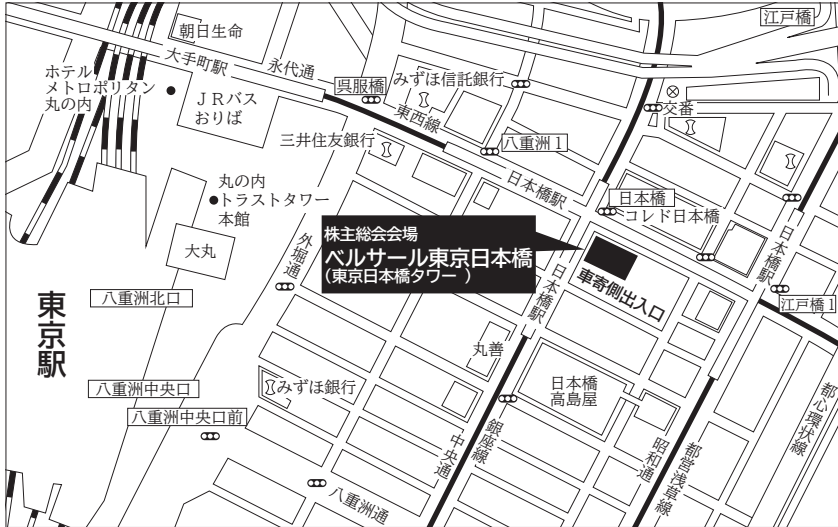 江戸橋
朝日生命
大手町駅
永代通
ホテル
メトロポリタン
丸の内
JRバス
おりば
呉服橋
みずほ信託銀行
交番
東西線
三井住友銀行
八重洲1
日本橋駅
丸の内
トラストタワー
本館
日本橋
コレド日本橋
株主総会会場
ベルサール東京日本橋
(東京日本橋タワー )
外堀通
大丸
日本橋駅
日本橋駅
車寄側出入口
八重洲北口
江戸橋1
東京駅
丸善
八重洲中央口
みずほ銀行
日本橋
高島屋
八重洲中央口前
都心環状線
中央通
銀座線
昭和通
都営浅草線
八重洲通